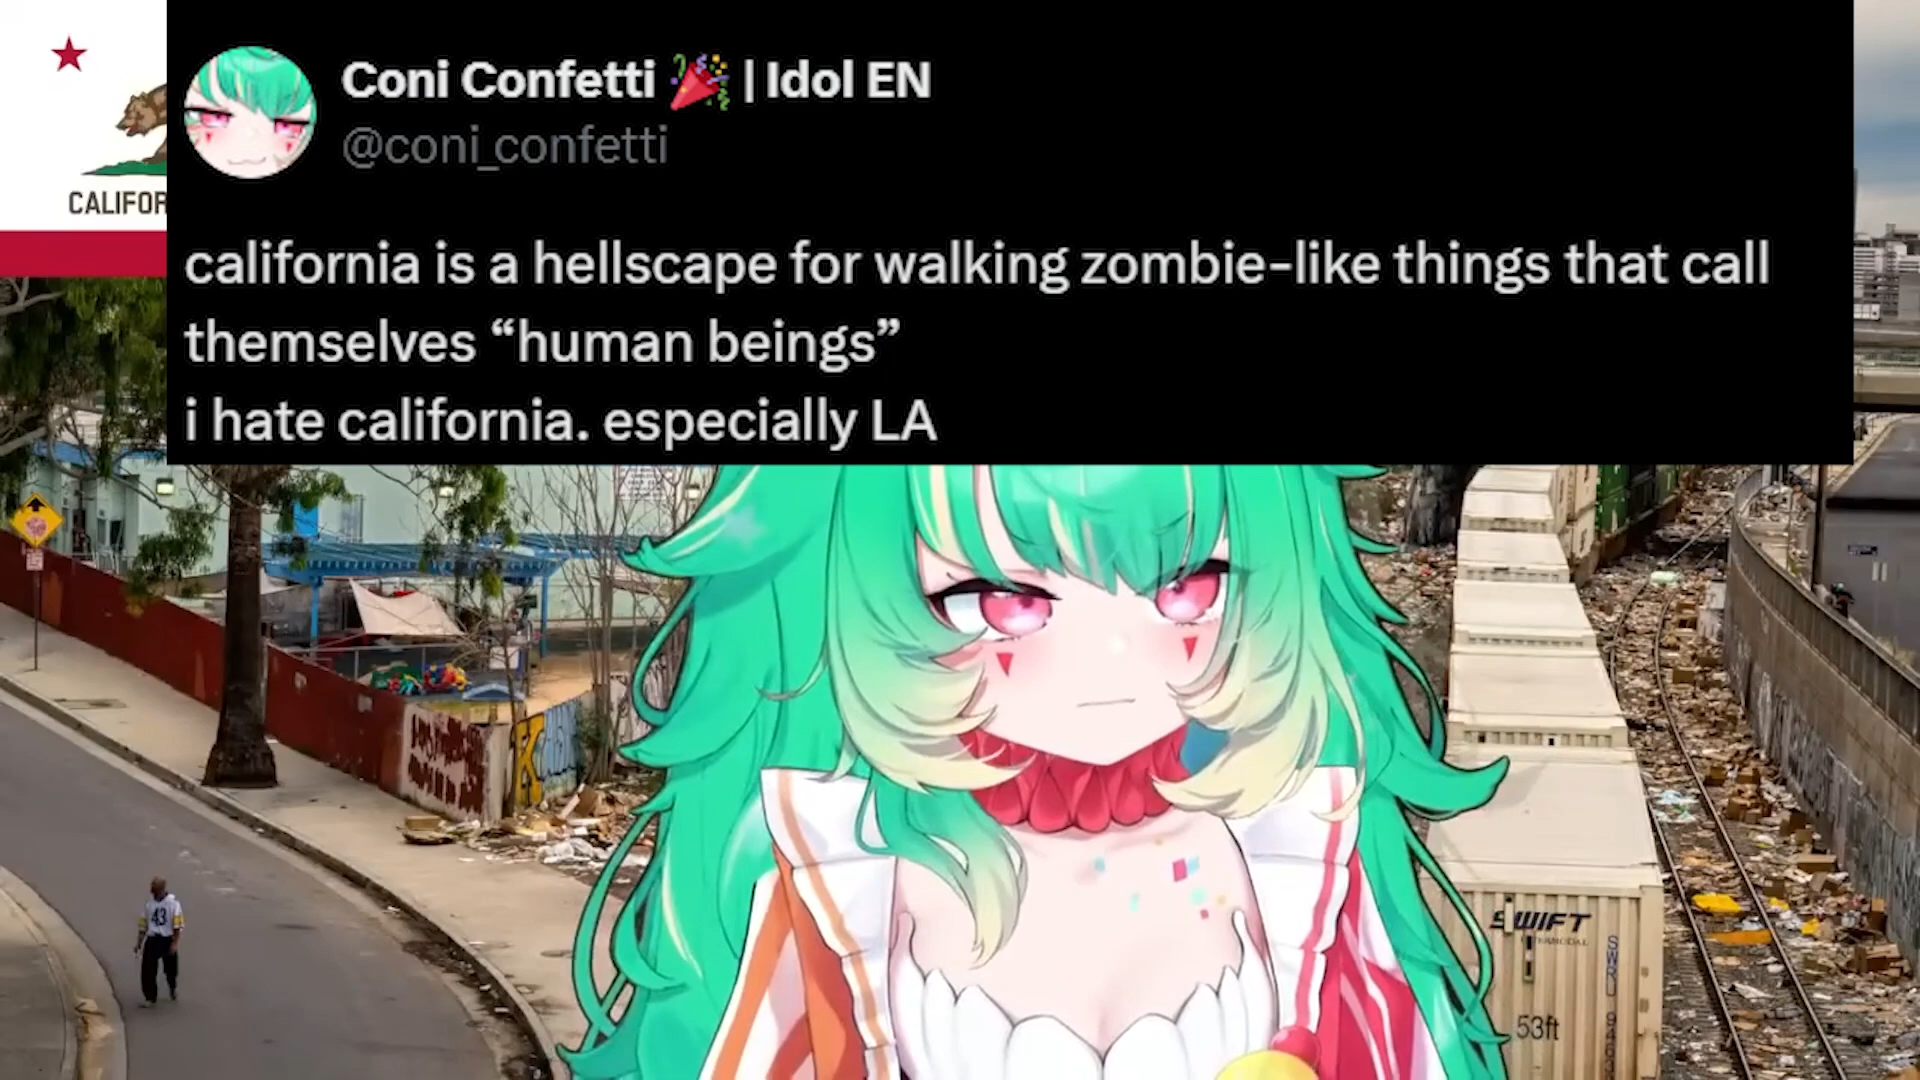 Coni Confetti 🎉 | Idol EN
@coni_confetti
california is a hellscape for walking zombie-like things that call
themselves “human beings”
i hate california. especially LA
CALIFOR
43
SWIFT
53ft